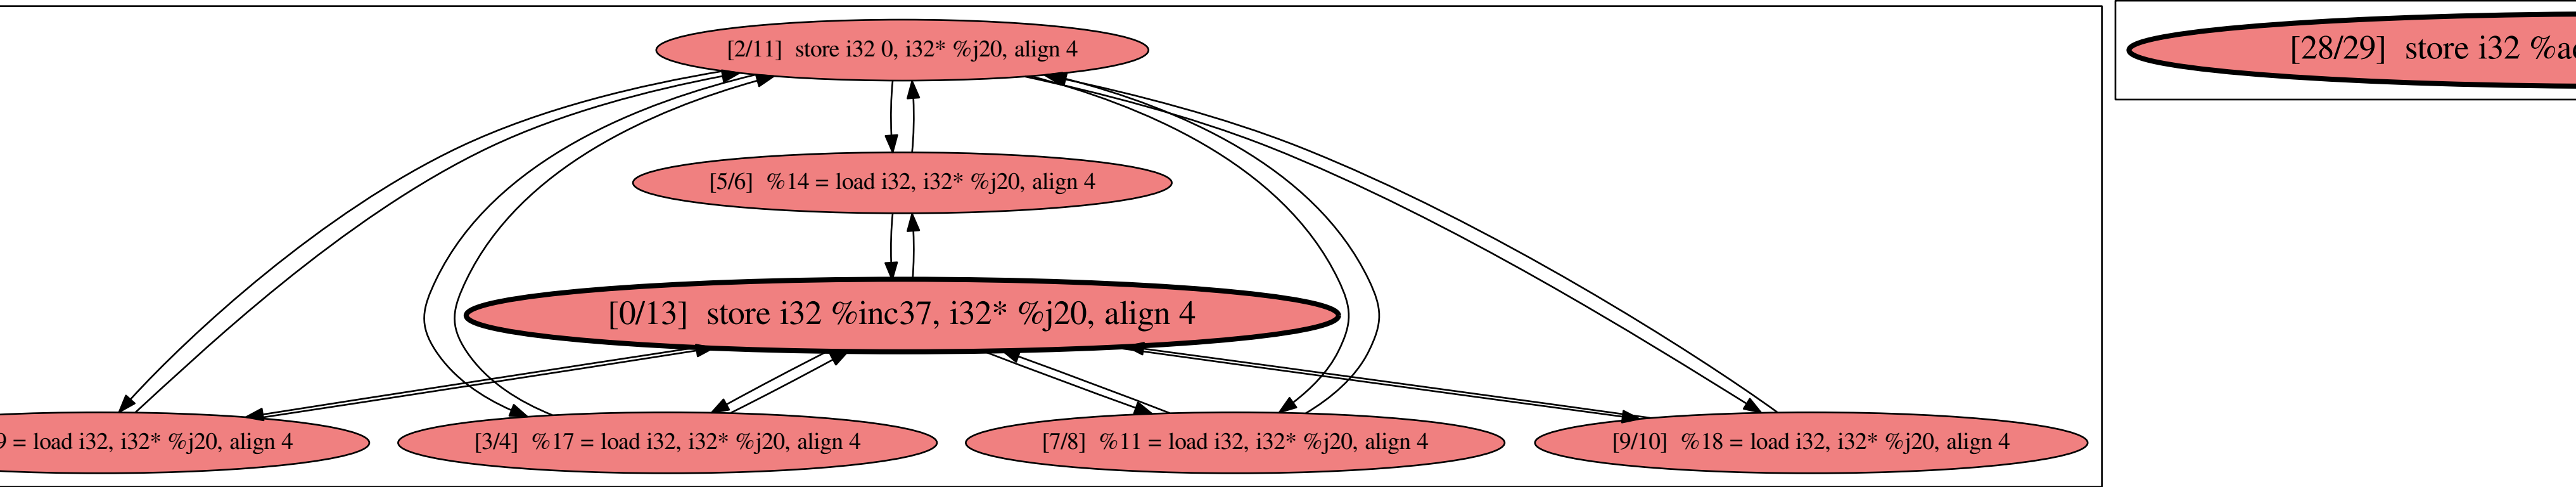 [2/11] store i32 0, i32* %j20, align 4
[28/29] store i32
[5/6] %14 = load i32, i32* %j20, align 4
[0/13] store i32 %inc37, i32* %j20, align 4
= load i32, i32* %j20, align 4
[3/4] %17 = load i32, i32* %j20, align 4
[7/8] %11 = load i32, i32* %j20, align 4
[9/10] %18 = load i32, i32* %j20, align 4